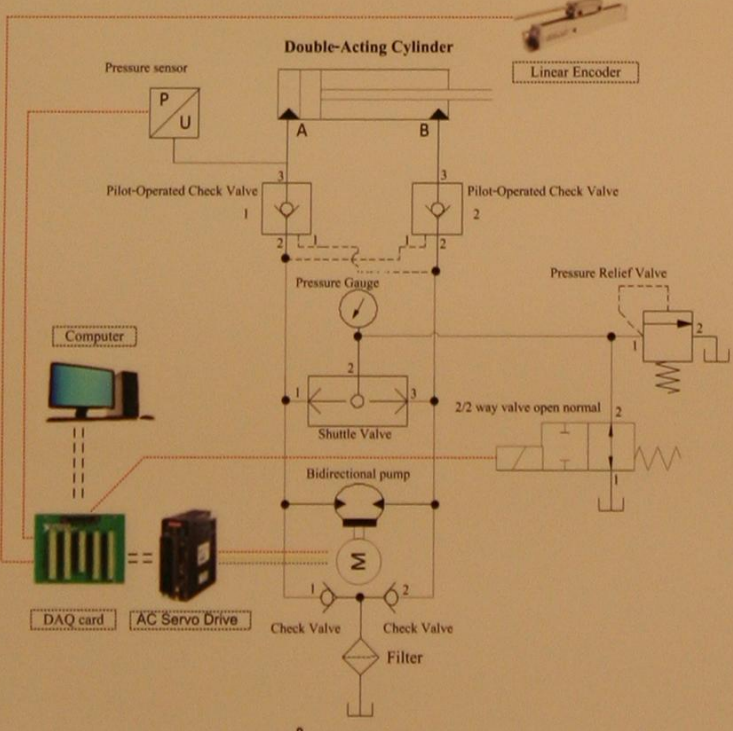 Double-Acting Cylinder
Linear Encoder
Pressure sensor
P
U
A
B
3
3
Pilot-Operated Check Valve
Pilot-Operated Check Valve
1
2
1
1
2
2
Pressure Gauge
Pressure Relief Valve
1
2
Computer
2
1
3
Shuttle Valve
2/2 way valve open normal
2
1
Bidirectional pump
M
1
2
DAQ card
AC Servo Drive
Check Valve
Check Valve
Filter